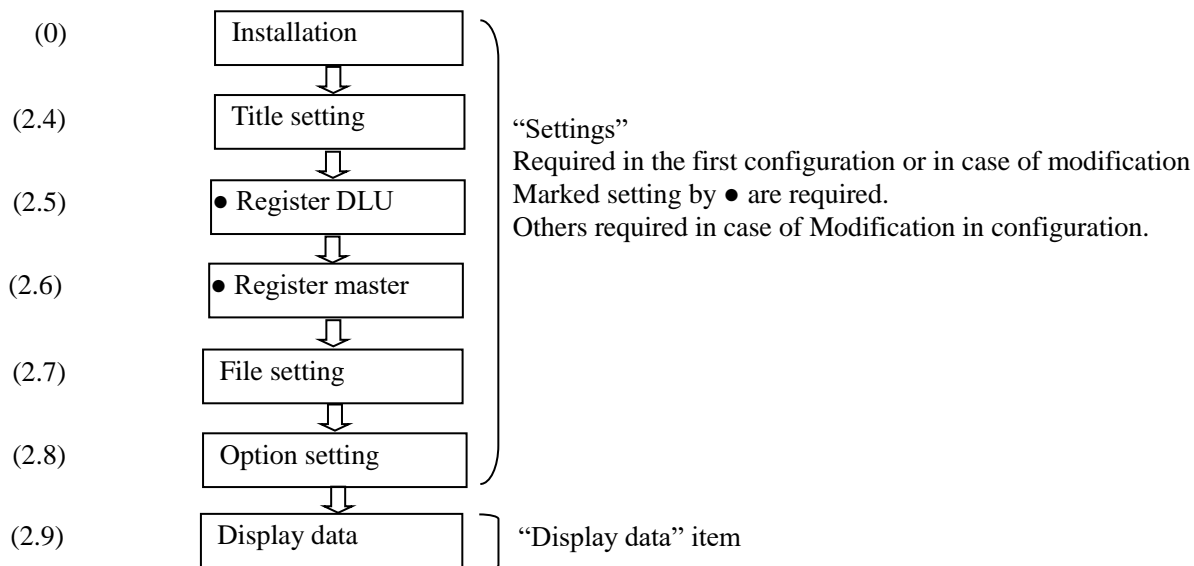 (0) Installation
(2.4) Title setting
“Settings”
Required in the first configuration or in case of modification
(2.5) ● Register DLU
Marked setting by ● are required.
Others required in case of Modification in configuration.
(2.6) ● Register master
(2.7) File setting
(2.8) Option setting
(2.9) Display data “Display data” item